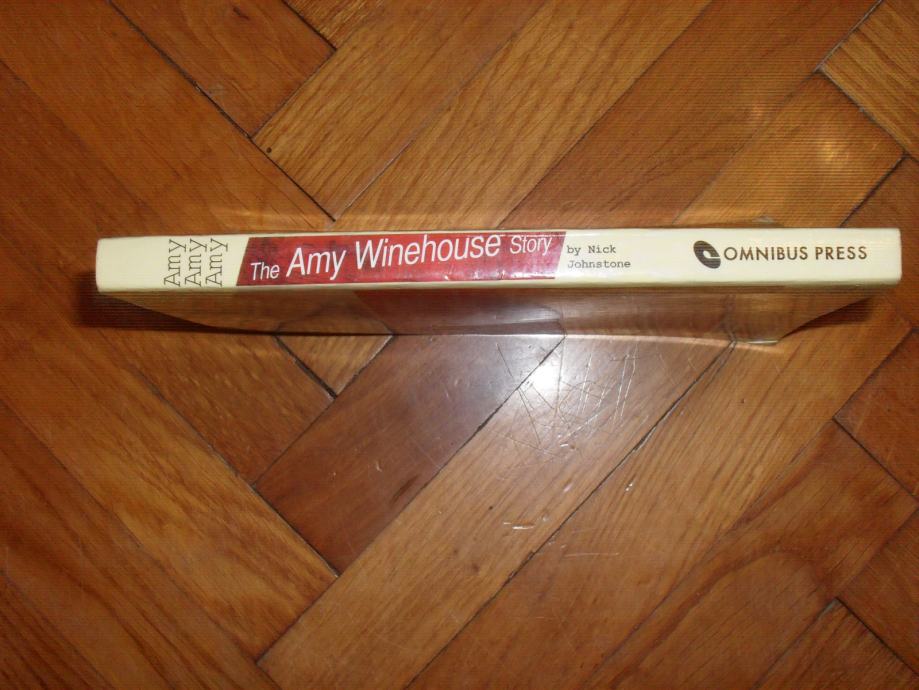 Amy
Amy
Amy
The Amy Winehouse Story
by Nick
Johnstone
OMNIBUS PRESS